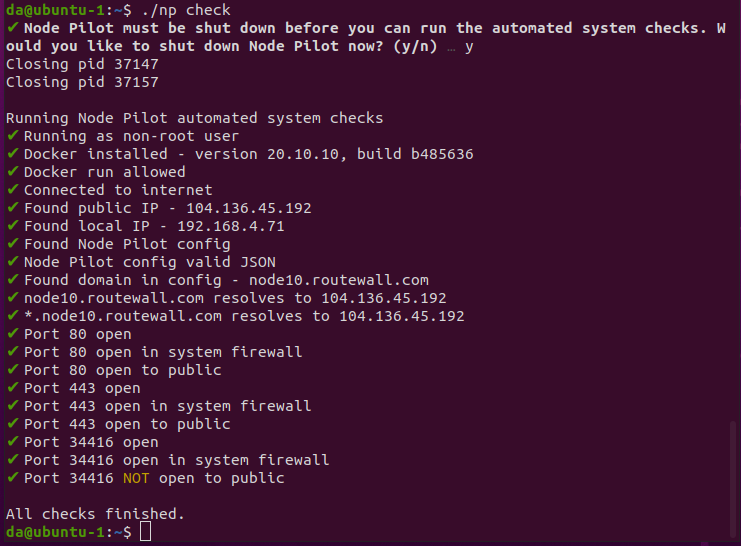 da@ubuntu-1:~$ ./np check
✔ Node Pilot must be shut down before you can run the automated system checks. W
ould you like to shut down Node Pilot now? (y/n) … y
Closing pid 37147
Closing pid 37157
Running Node Pilot automated system checks
✔ Running as non-root user
✔ Docker installed - version 20.10.10, build b485636
✔ Docker run allowed
✔ Connected to internet
✔ Found public IP - 104.136.45.192
✔ Found local IP - 192.168.4.71
✔ Found Node Pilot config
✔ Node Pilot config valid JSON
✔ Found domain in config - node10.routewall.com
✔ node10.routewall.com resolves to 104.136.45.192
✔ *.node10.routewall.com resolves to 104.136.45.192
✔ Port 80 open
✔ Port 80 open in system firewall
✔ Port 80 open to public
✔ Port 443 open
✔ Port 443 open in system firewall
✔ Port 443 open to public
✔ Port 34416 open
✔ Port 34416 open in system firewall
✔ Port 34416 NOT open to public
All checks finished.
da@ubuntu-1:~$